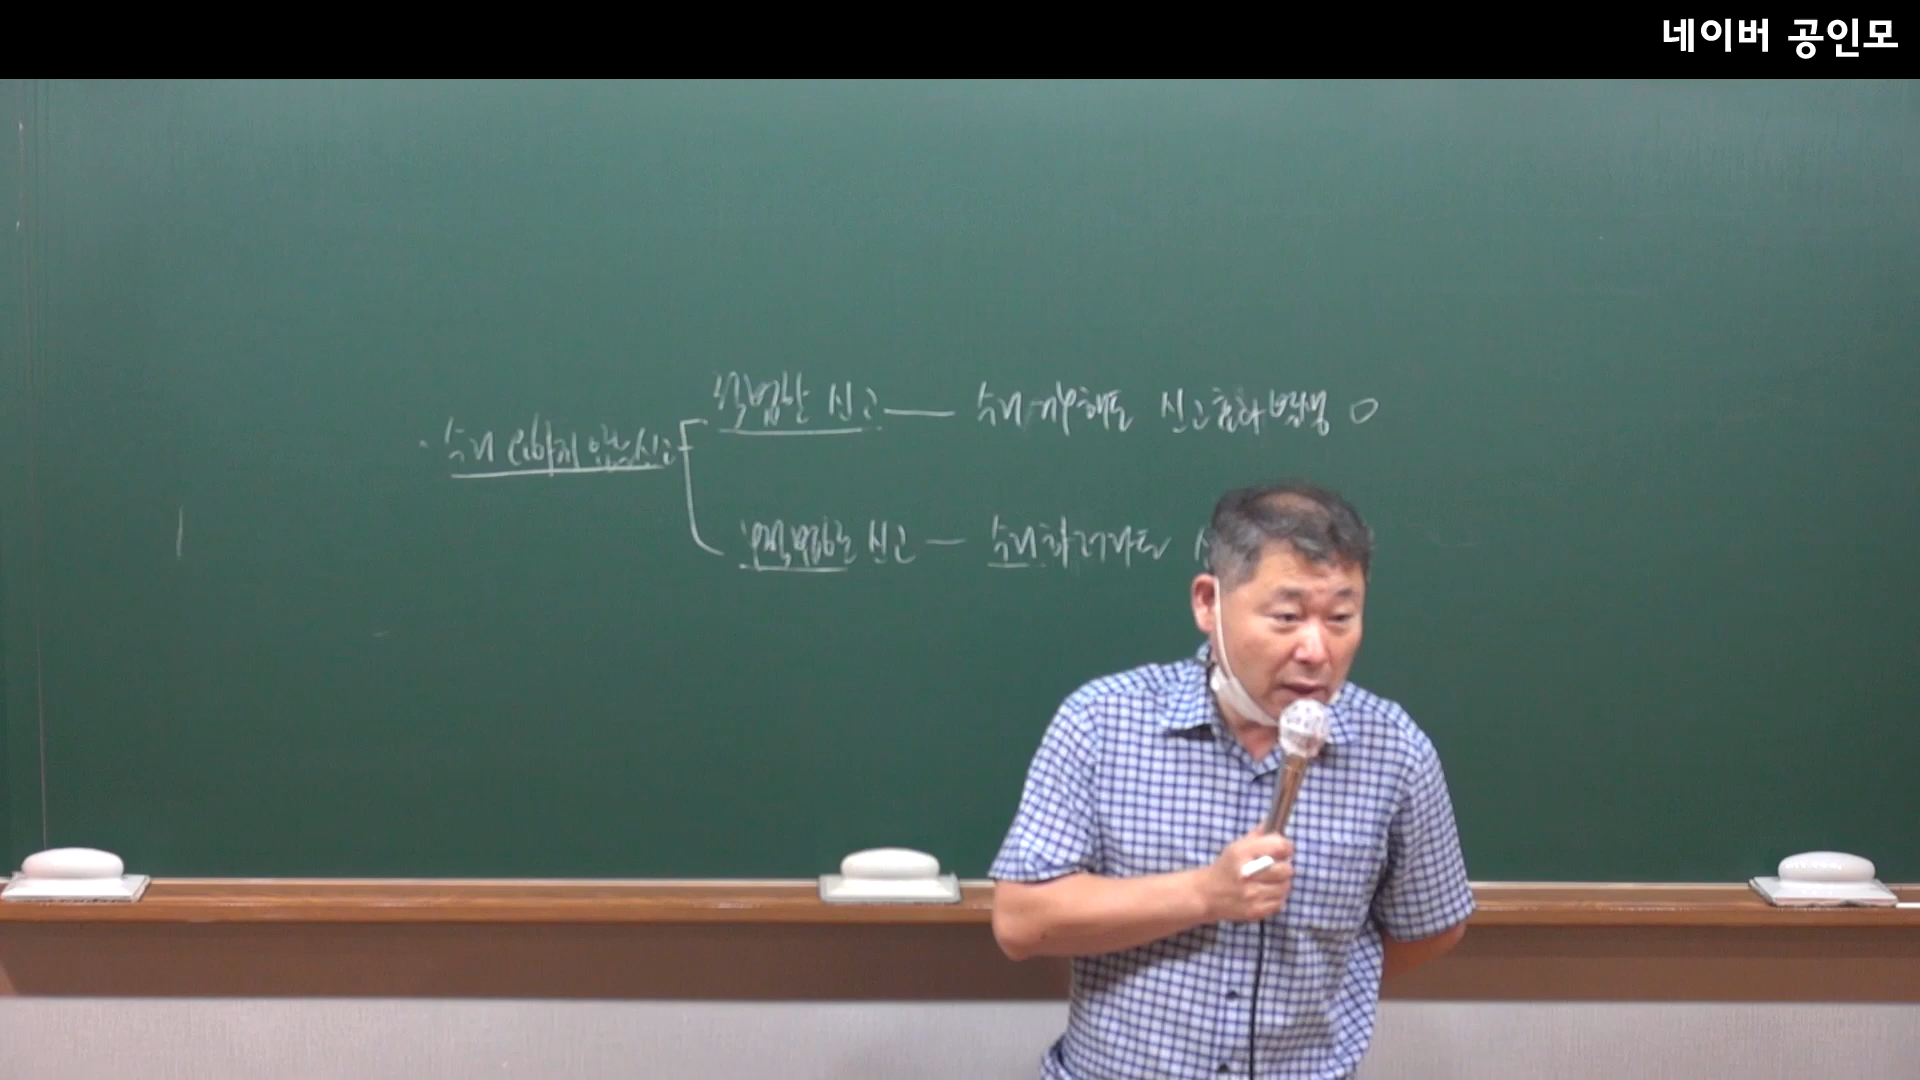 네이버 공인모
적법한 신고 — 수리거부해도 신고효과 발생 O
· 수리 요하지 않는 신고
부적법한 신고 — 수리하더라도